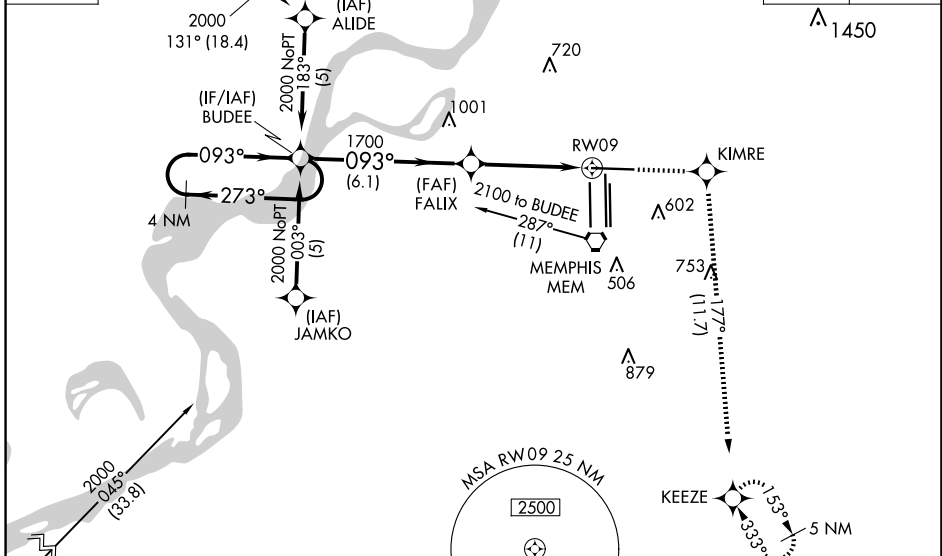 (IAF)
ALIDE
2000
131° (18.4)
2000 NoPT
183°
(5)
1450
720
1001
(IF/IAF)
BUDEE
093°
1700
093°
(6.1)
RW09
KIMRE
(FAF)
FALIX
273°
4 NM
2100 to BUDEE
287°
(11)
602
2000 NoPT
003°
(5)
MEMPHIS
MEM
506
753
177°
(11.7)
(IAF)
JAMKO
879
2000
045°
(33.8)
MSA RW09 25 NM
2500
KEEZE
153°
333°
5 NM